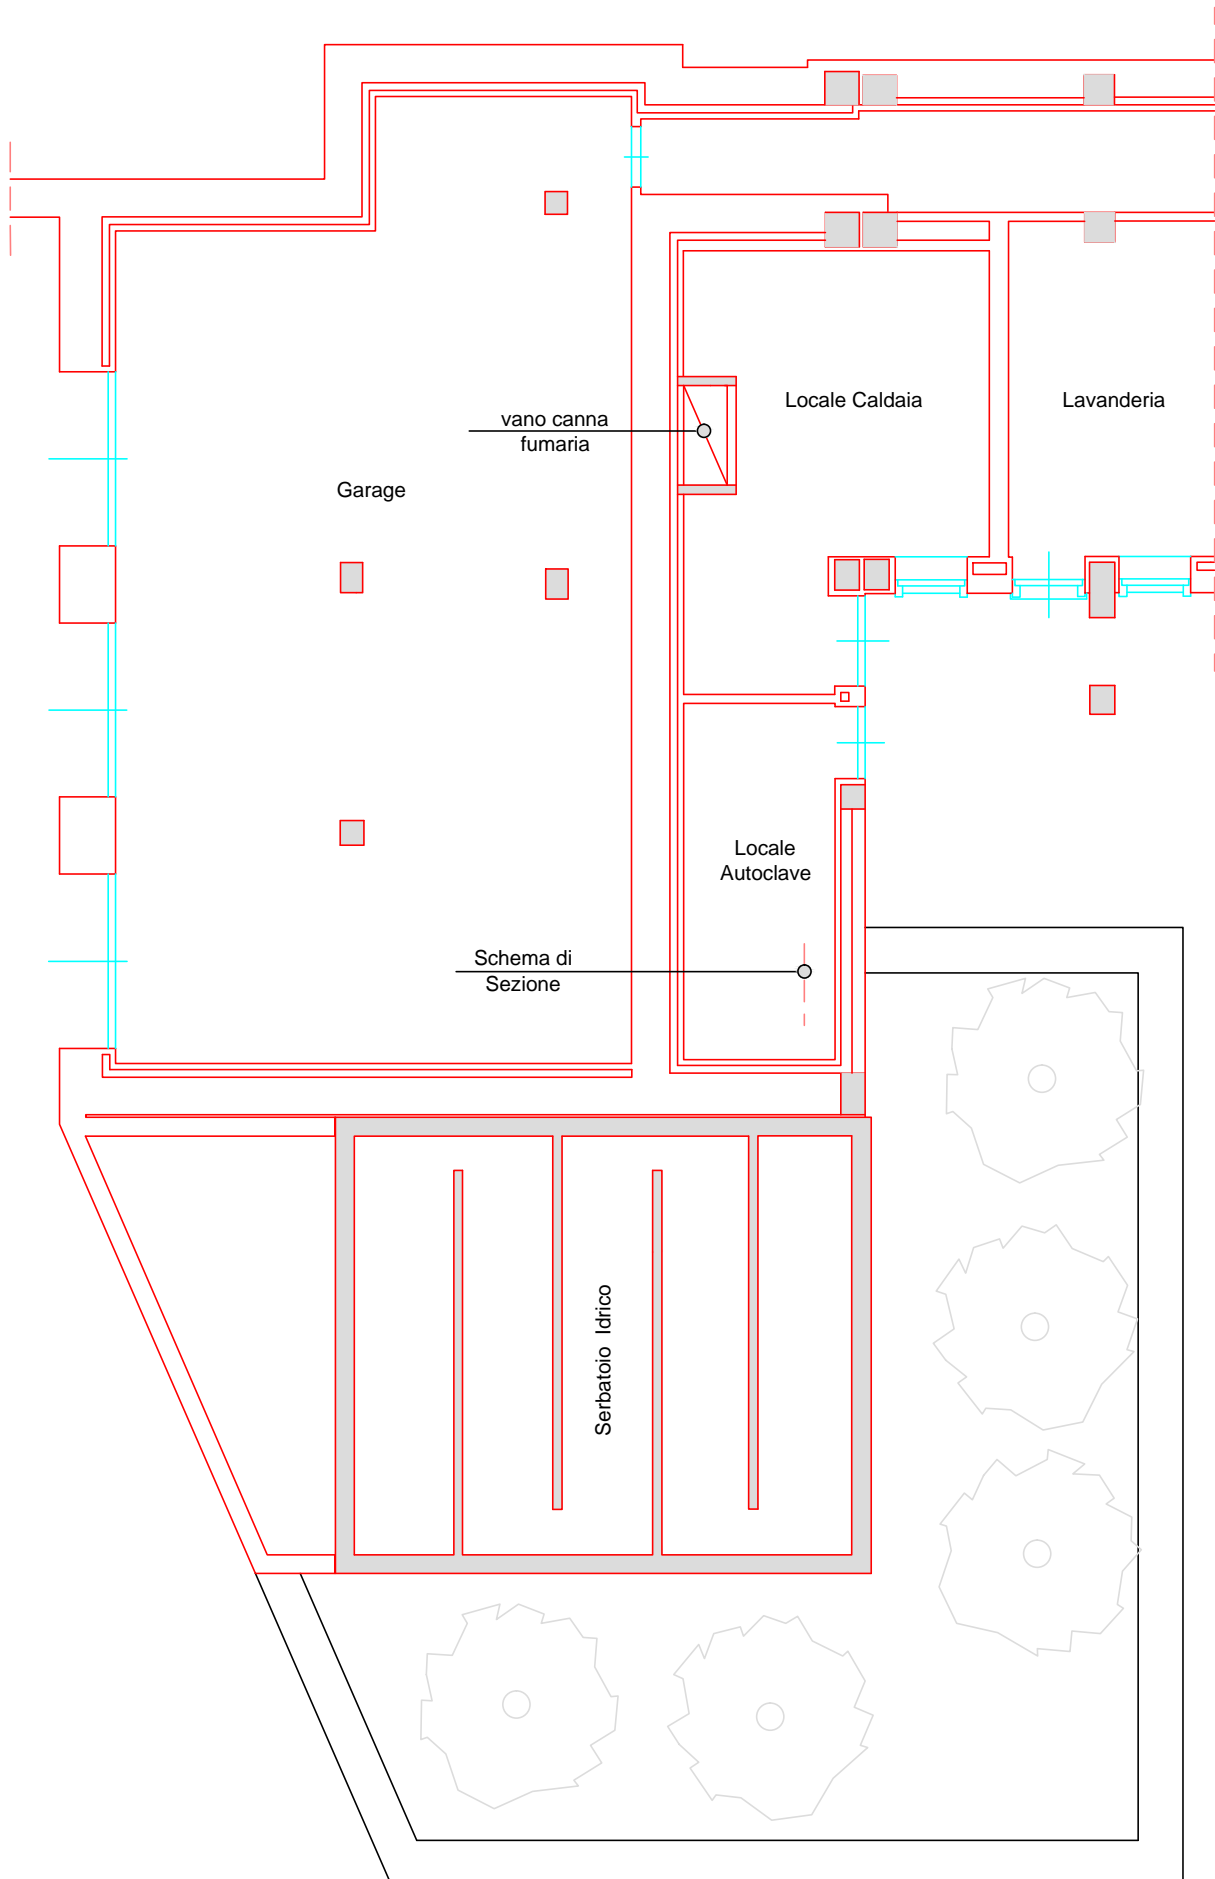 Locale Caldaia
Lavanderia
vano canna
fumaria
Garage
Locale
Autoclave
Schema di
Sezione
Serbatoio Idrico